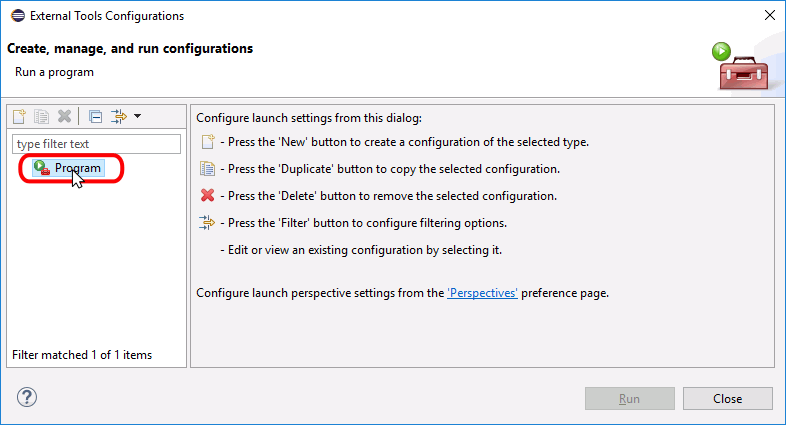 External Tools Configurations
Create, manage, and run configurations
Run a program
type filter text
Program
Filter matched 1 of 1 items
Configure launch settings from this dialog:
- Press the 'New' button to create a configuration of the selected type.
- Press the 'Duplicate' button to copy the selected configuration.
- Press the 'Delete' button to remove the selected configuration.
- Press the 'Filter' button to configure filtering options.
- Edit or view an existing configuration by selecting it.
Configure launch perspective settings from the 'Perspectives' preference page.
?
Run
Close